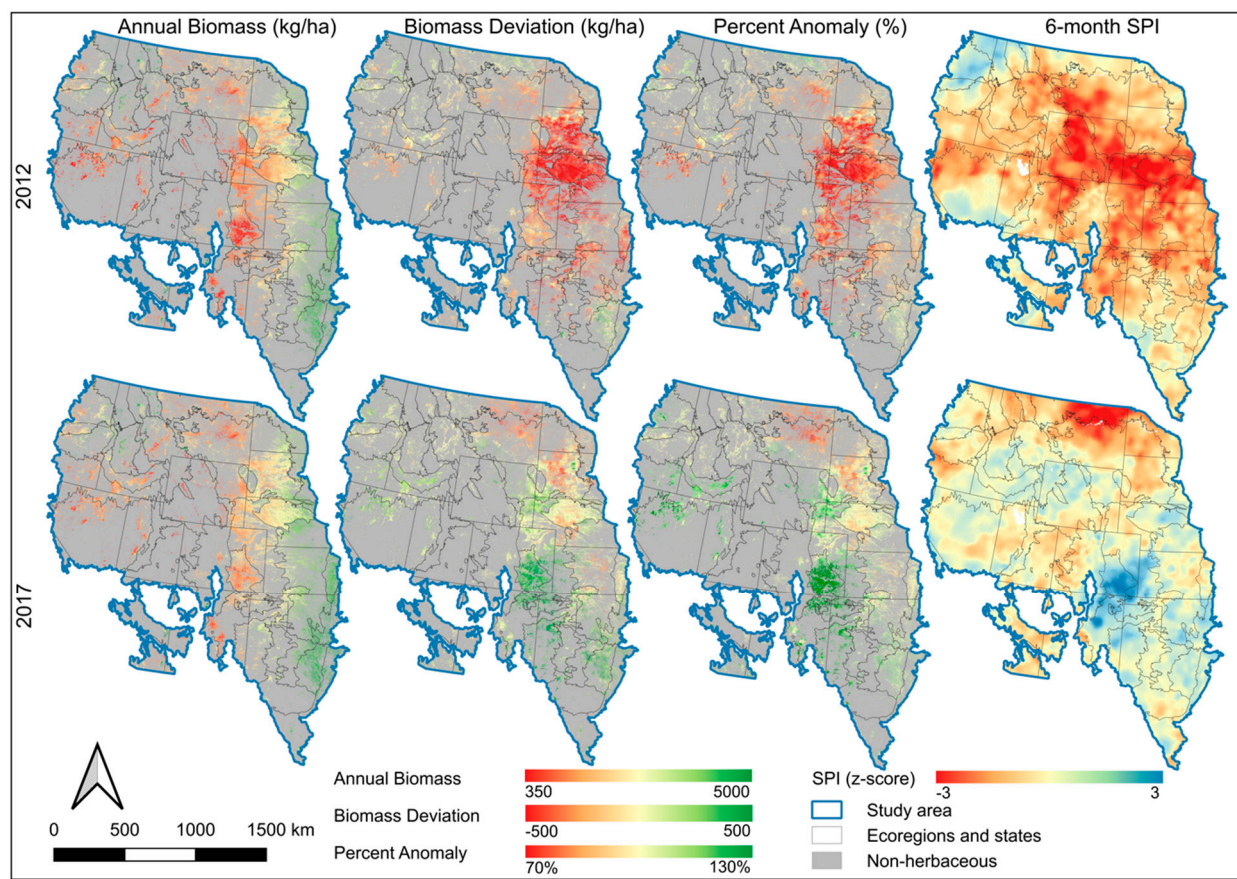 Annual Biomass (kg/ha) Biomass Deviation (kg/ha) Percent Anomaly (%) 6-month SPI
2012
2017
Annual Biomass
350 5000
Biomass Deviation
-500 500
Percent Anomaly
70% 130%
SPI (z-score)
-3 3
Study area
Ecoregions and states
Non-herbaceous
0 500 1000 1500 km